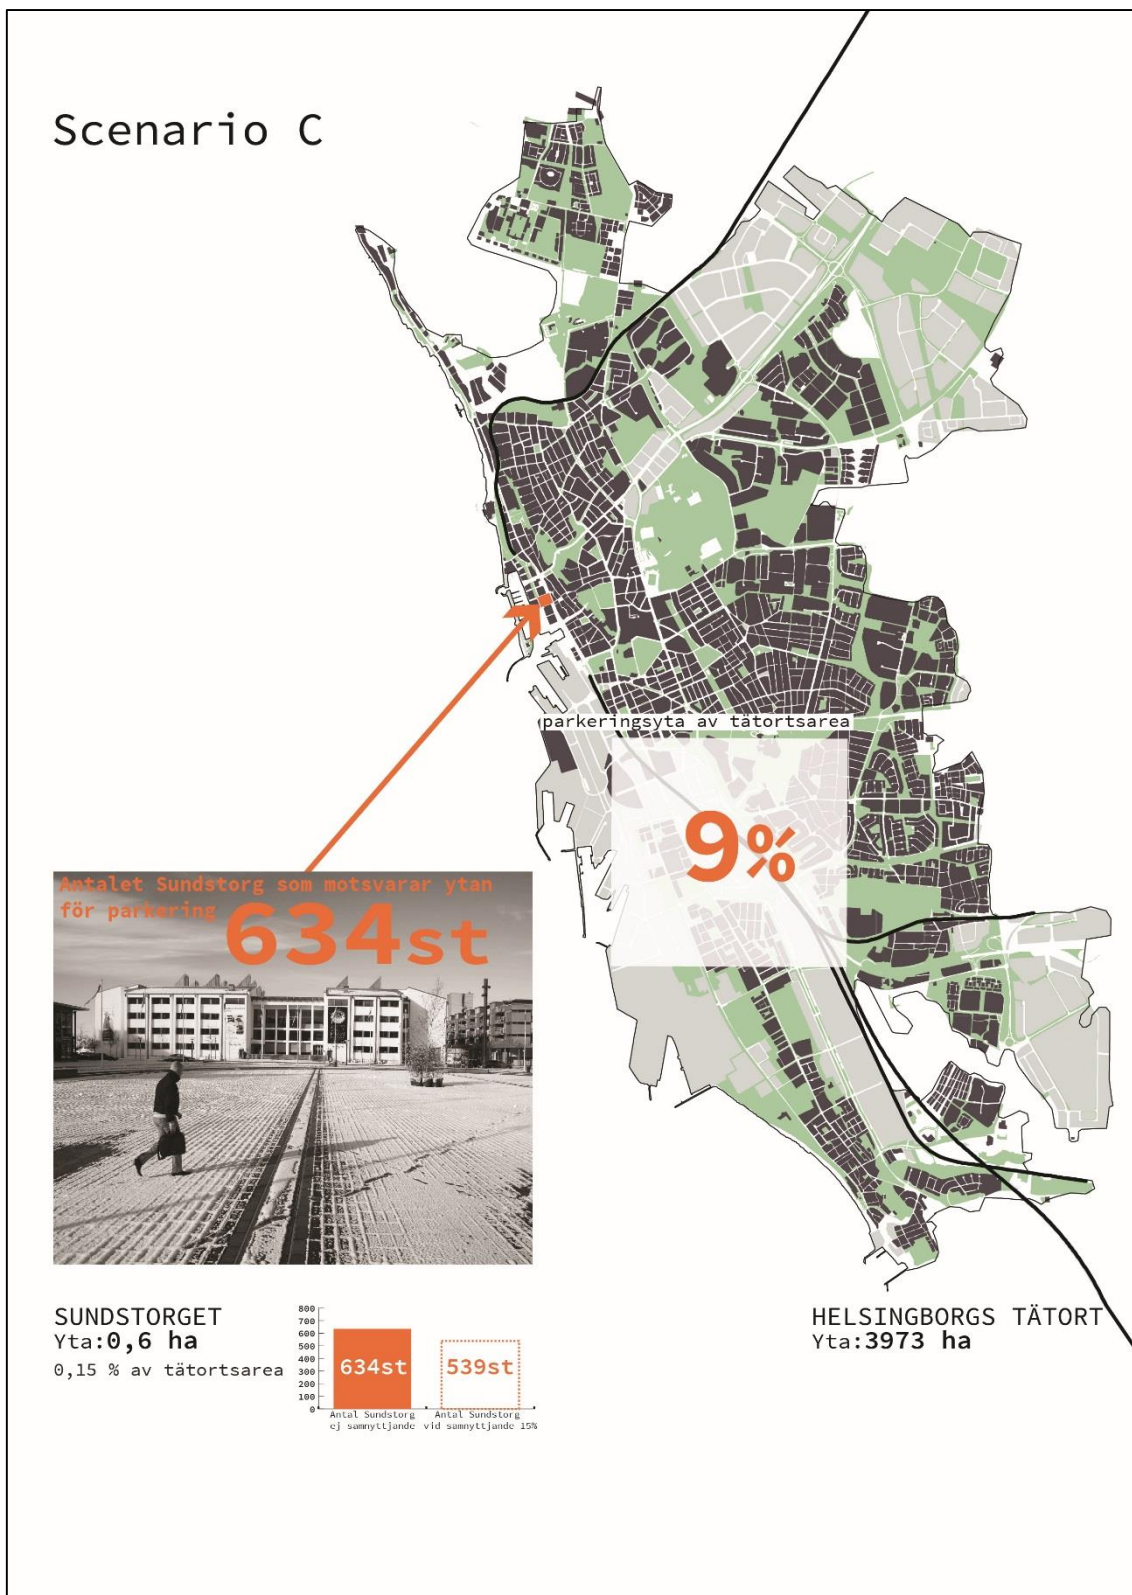 Scenario C
parkeringsyta av tätortsarea
9%
Antalet Sundstorg som motsvarar ytan
för parkering 634st
SUNDSTORGET
Yta:0,6 ha
0,15 % av tätortsarea
800
700
600
500
400
300
200
100
0
634st
539st
Antal Sundstorg
ej samnyttjande
Antal Sundstorg
vid samnyttjande 15%
HELSINGBORGS TÄTORT
Yta:3973 ha